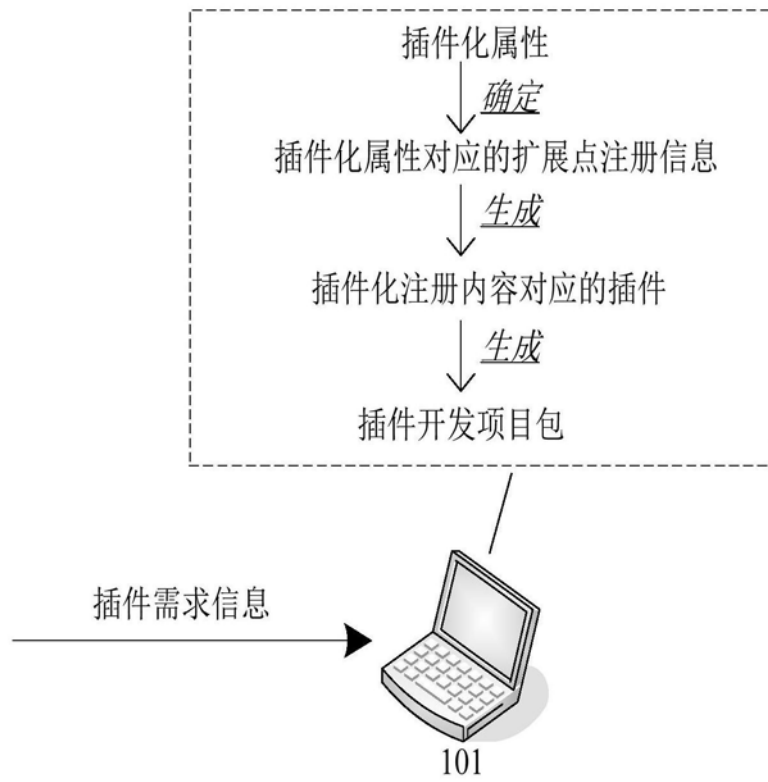 插件化属性
确定
插件化属性对应的扩展点注册信息
生成
插件化注册内容对应的插件
生成
插件开发项目包
插件需求信息
101